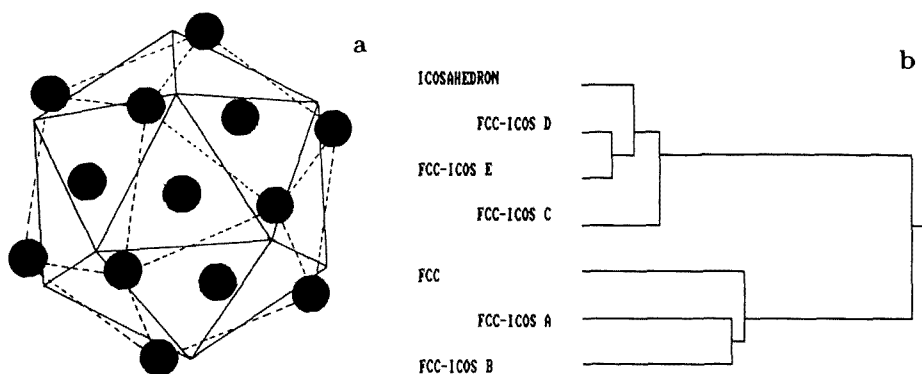 a
b
ICOSAHEDRON
FCC-ICOS D
FCC-ICOS E
FCC-ICOS C
FCC
FCC-ICOS A
FCC-ICOS B